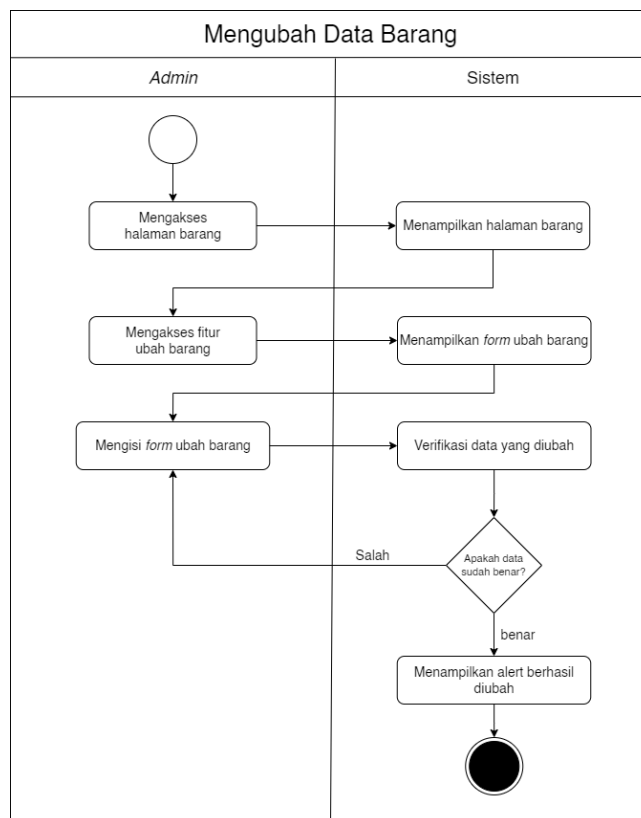 Mengubah Data Barang
Admin
Sistem
Mengakses
halaman barang
Menampilkan halaman barang
Mengakses fitur
ubah barang
Menampilkan form ubah barang
Mengisi form ubah barang
Verifikasi data yang diubah
Salah
Apakah data
sudah benar?
benar
Menampilkan alert berhasil
diubah